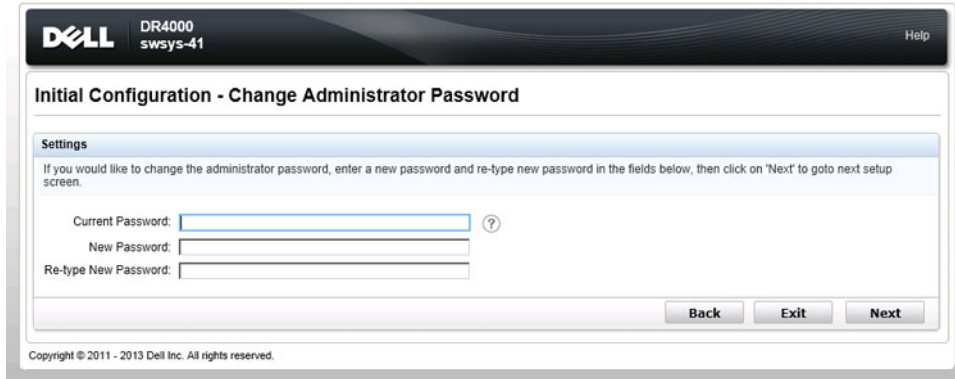 DELL
DR4000
swsys-41
Help
Initial Configuration - Change Administrator Password
Settings
If you would like to change the administrator password, enter a new password and re-type new password in the fields below, then click on 'Next' to goto next setup
screen.
Current Password:
?
New Password:
Re-type New Password:
Back
Exit
Next
Copyright © 2011 - 2013 Dell Inc. All rights reserved.